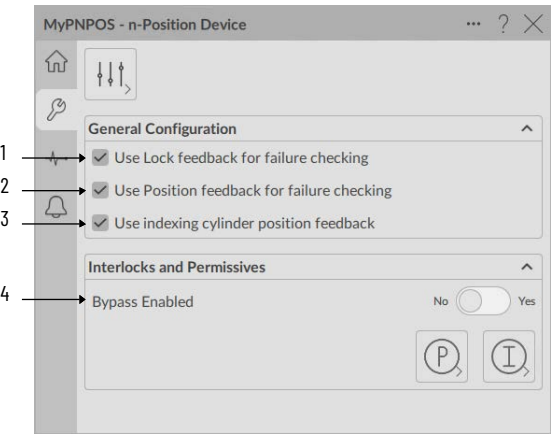 MyPNPOS - n-Position Device ... ?
General Configuration
1 Use Lock feedback for failure checking
2 Use Position feedback for failure checking
3 Use indexing cylinder position feedback
Interlocks and Permissives
4 Bypass Enabled No Yes
P I